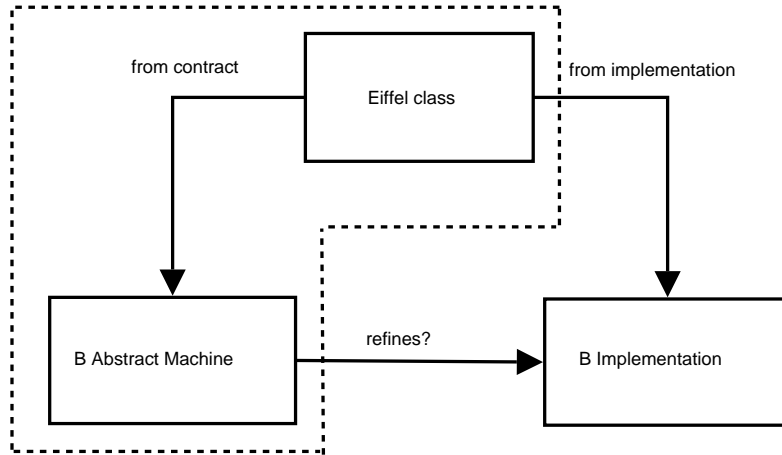 from contract
from implementation
Eiffel class
B Abstract Machine
refines?
B Implementation